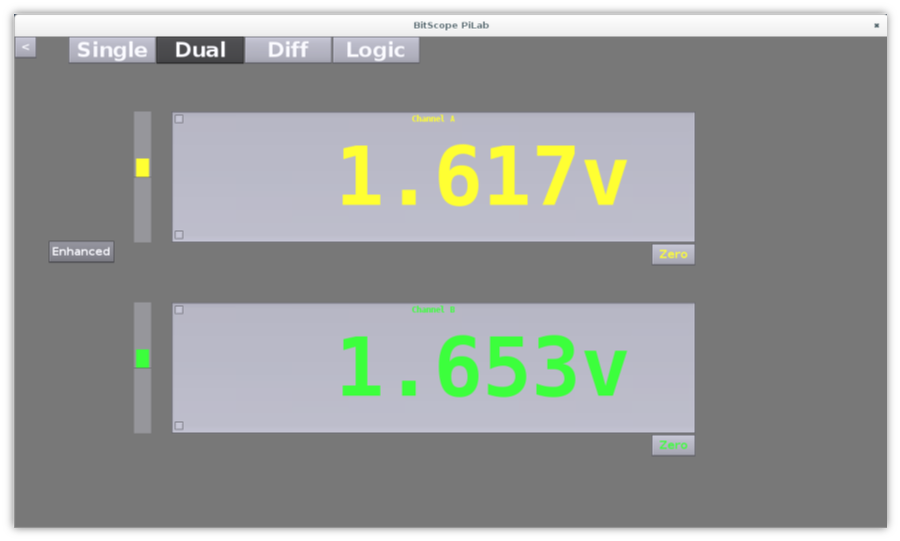 BitScope PiLab
<
Single Dual Diff Logic
Channel A
1.617v
Enhanced
Zero
Channel
1.653v
Zero